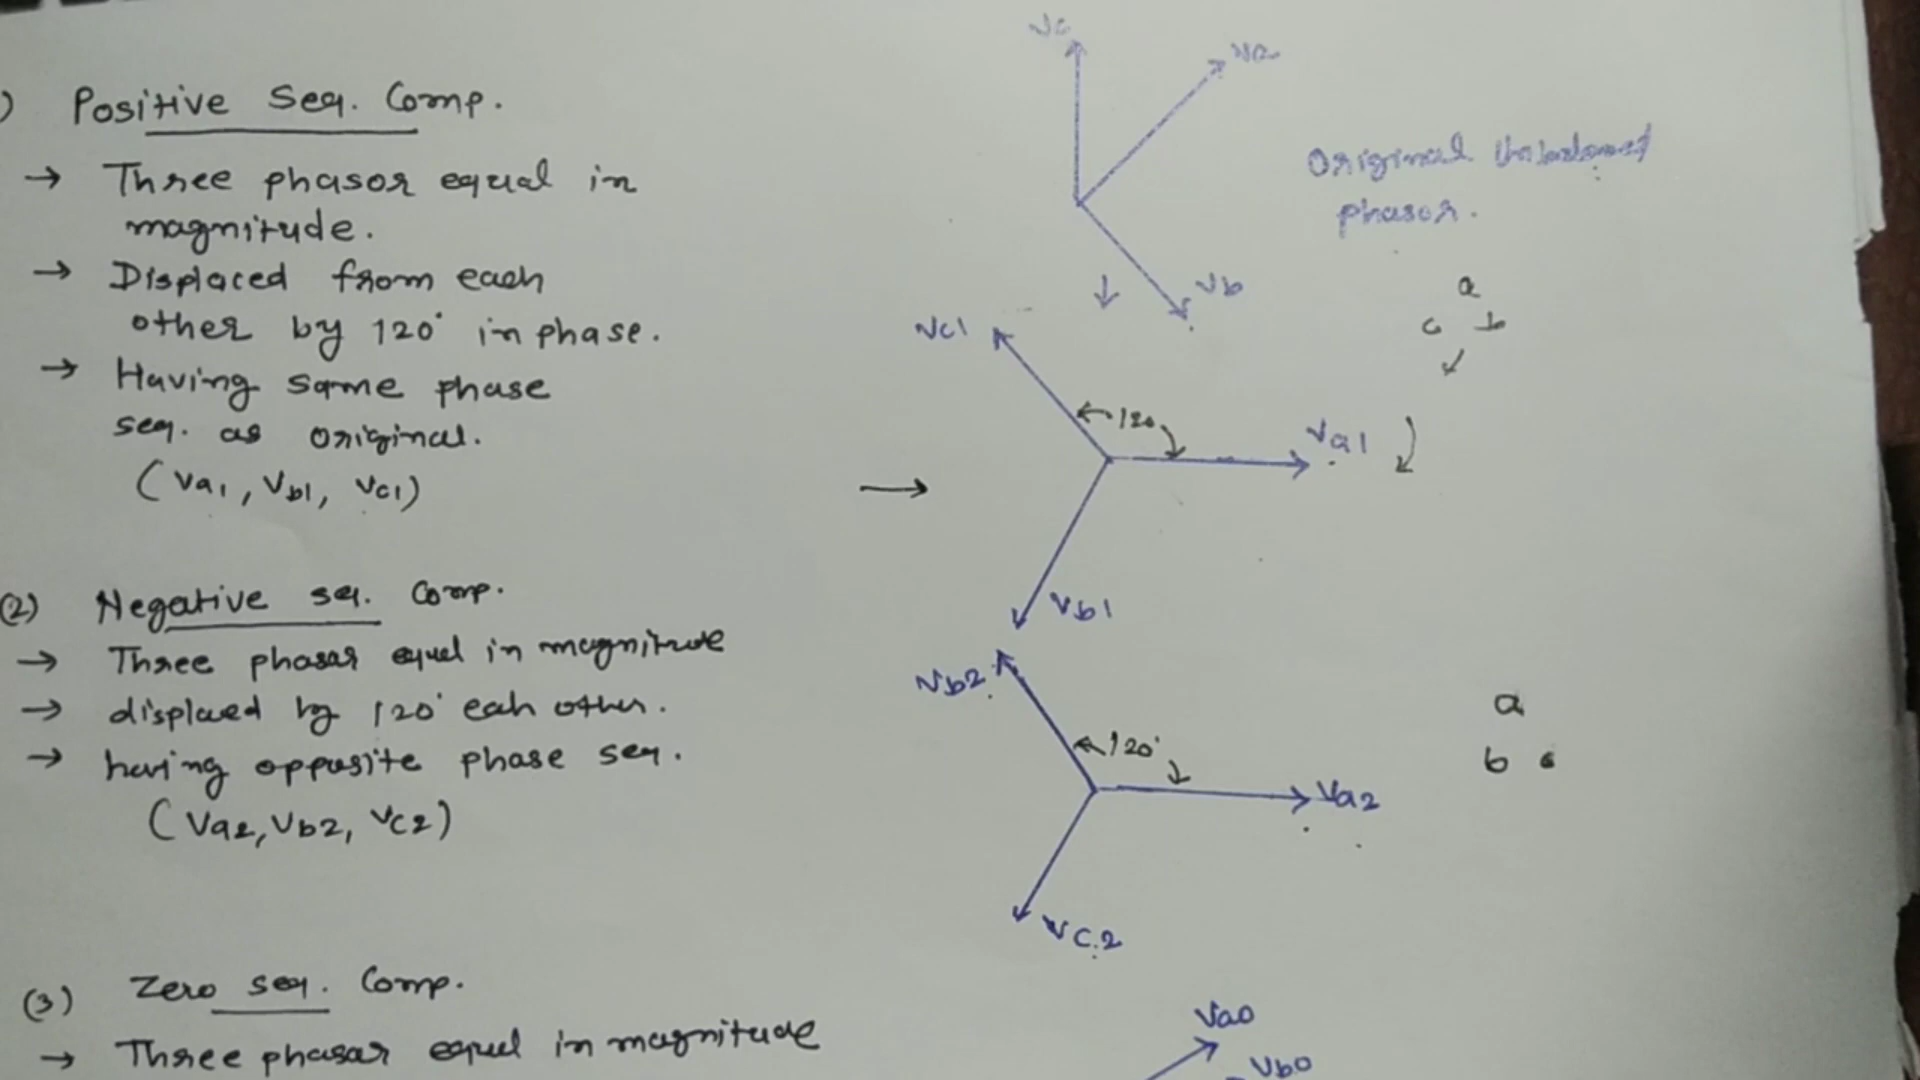 ) Positive Seq. Comp.
→ Three phasor equal in
magnitude.
→ Displaced from each
other by 120° in phase.
→ Having same phase
seq. as original.
(Va1, Vb1, Vc1)
(2) Negative seq. Comp.
→ Three phasor equal in magnitude
→ displaced by 120° each other.
→ having opposite phase seq.
(Va2, Vb2, Vc2)
(3) Zero seq. Comp.
→ Three phasar equal in magnitude
Vc
Va
Original Unbalanced
phasor.
Vb
a
c b
Vc1
120
Va1
Vb1
Vb2
120°
Va2
a
b c
Vc2
Va0
Vb0